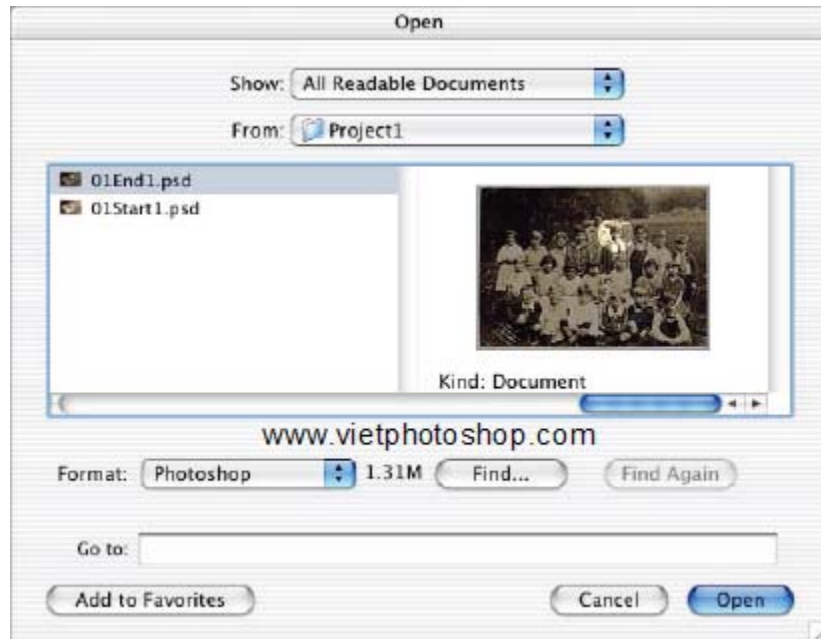 Open
Show: All Readable Documents
From: Project1
01End1.psd
01Start1.psd
Kind: Document
www.vietphotoshop.com
Format: Photoshop 1.31M Find... Find Again
Go to:
Add to Favorites Cancel Open